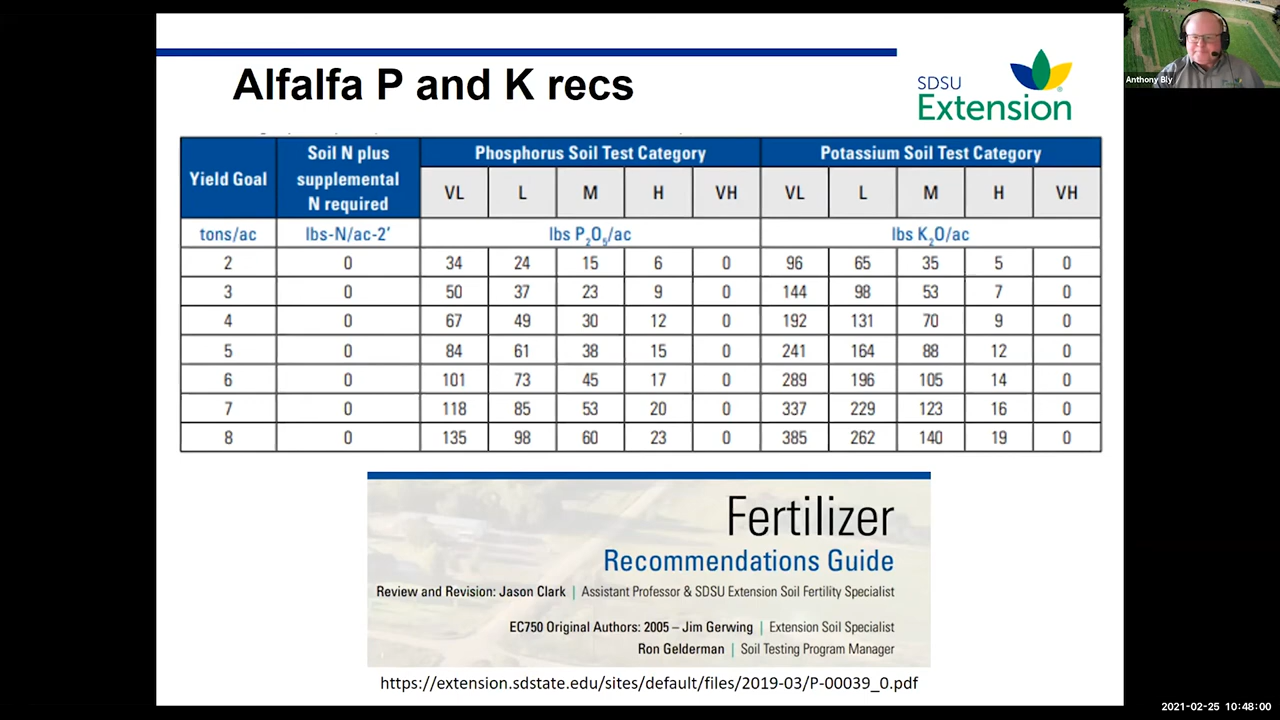 Alfalfa P and K recs
SDSU
Extension
Anthony Bly
Yield Goal Soil N plus supplemental N required Phosphorus Soil Test Category Potassium Soil Test Category
VL L M H VH VL L M H VH
tons/ac lbs-N/ac-2' lbs P₂O₅/ac lbs K₂O/ac
2 0 34 24 15 6 0 96 65 35 5 0
3 0 50 37 23 9 0 144 98 53 7 0
4 0 67 49 30 12 0 192 131 70 9 0
5 0 84 61 38 15 0 241 164 88 12 0
6 0 101 73 45 17 0 289 196 105 14 0
7 0 118 85 53 20 0 337 229 123 16 0
8 0 135 98 60 23 0 385 262 140 19 0
Fertilizer
Recommendations Guide
Review and Revision: Jason Clark | Assistant Professor & SDSU Extension Soil Fertility Specialist
EC750 Original Authors: 2005 – Jim Gerwing | Extension Soil Specialist
Ron Gelderman | Soil Testing Program Manager
https://extension.sdstate.edu/sites/default/files/2019-03/P-00039_0.pdf
2021-02-25 10:48:00